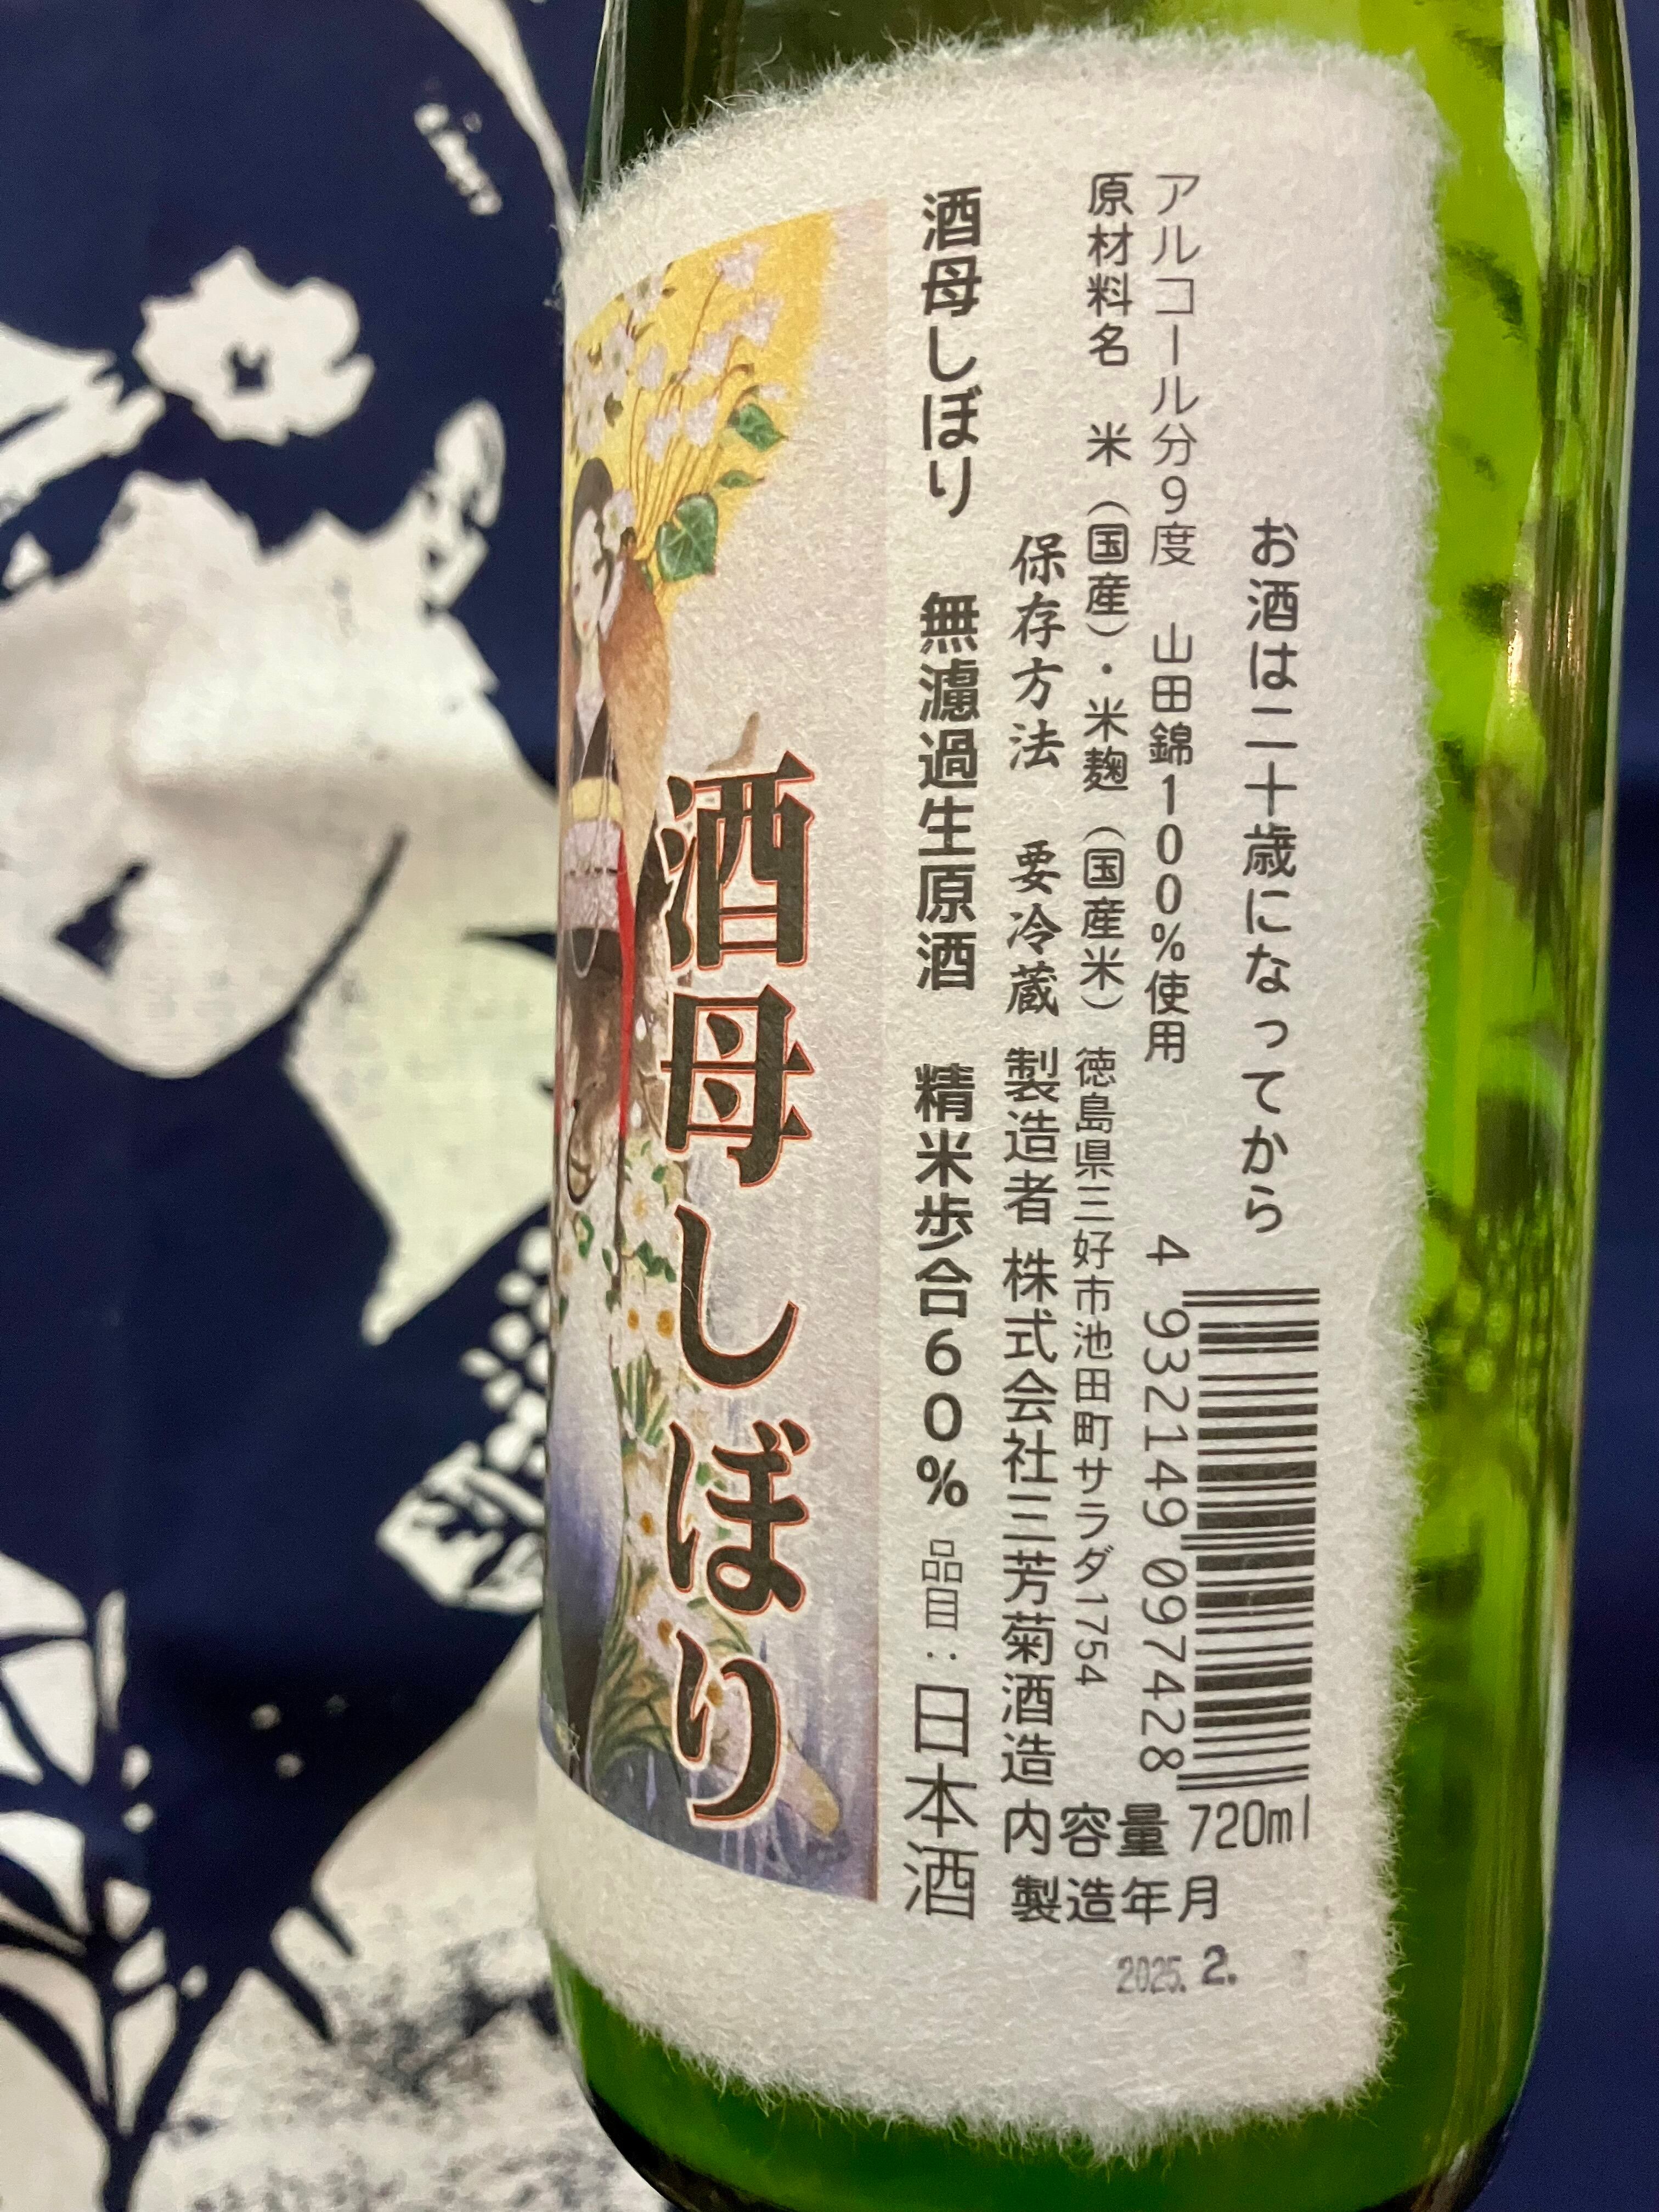 お酒は二十歳になってから
アルコール分9度 山田錦100%使用
原材料名 米(国産)・米麹(国産米) 徳島県三好市池田町サラダ1754
保存方法 要冷蔵 製造者 株式会社三芳菊酒造
酒母しぼり 無濾過生原酒 精米歩合60% 品目:日本酒
酒母しぼり
4 932149 097428
内容量 720ml
製造年月
2025. 2.